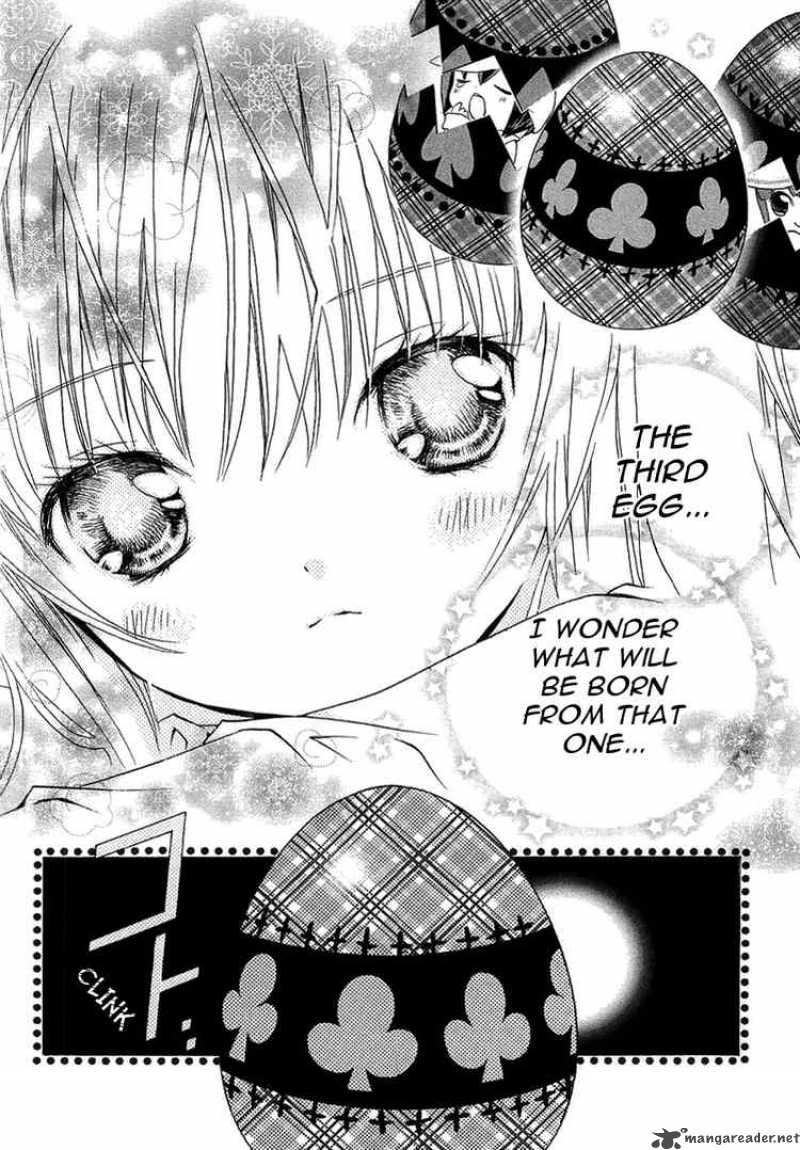 THE
THIRD
EGG...
I WONDER
WHAT WILL
BE BORN
FROM THAT
ONE...
コト.
CLINK
mangareader.net